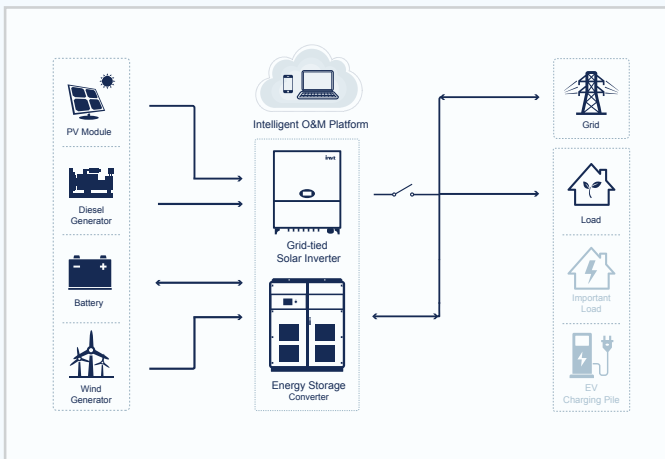 PV Module
Diesel
Generator
Battery
Wind
Generator
Intelligent O&M Platform
invt
Grid-tied
Solar Inverter
Energy Storage
Converter
Grid
Load
Important
Load
EV
Charging Pile